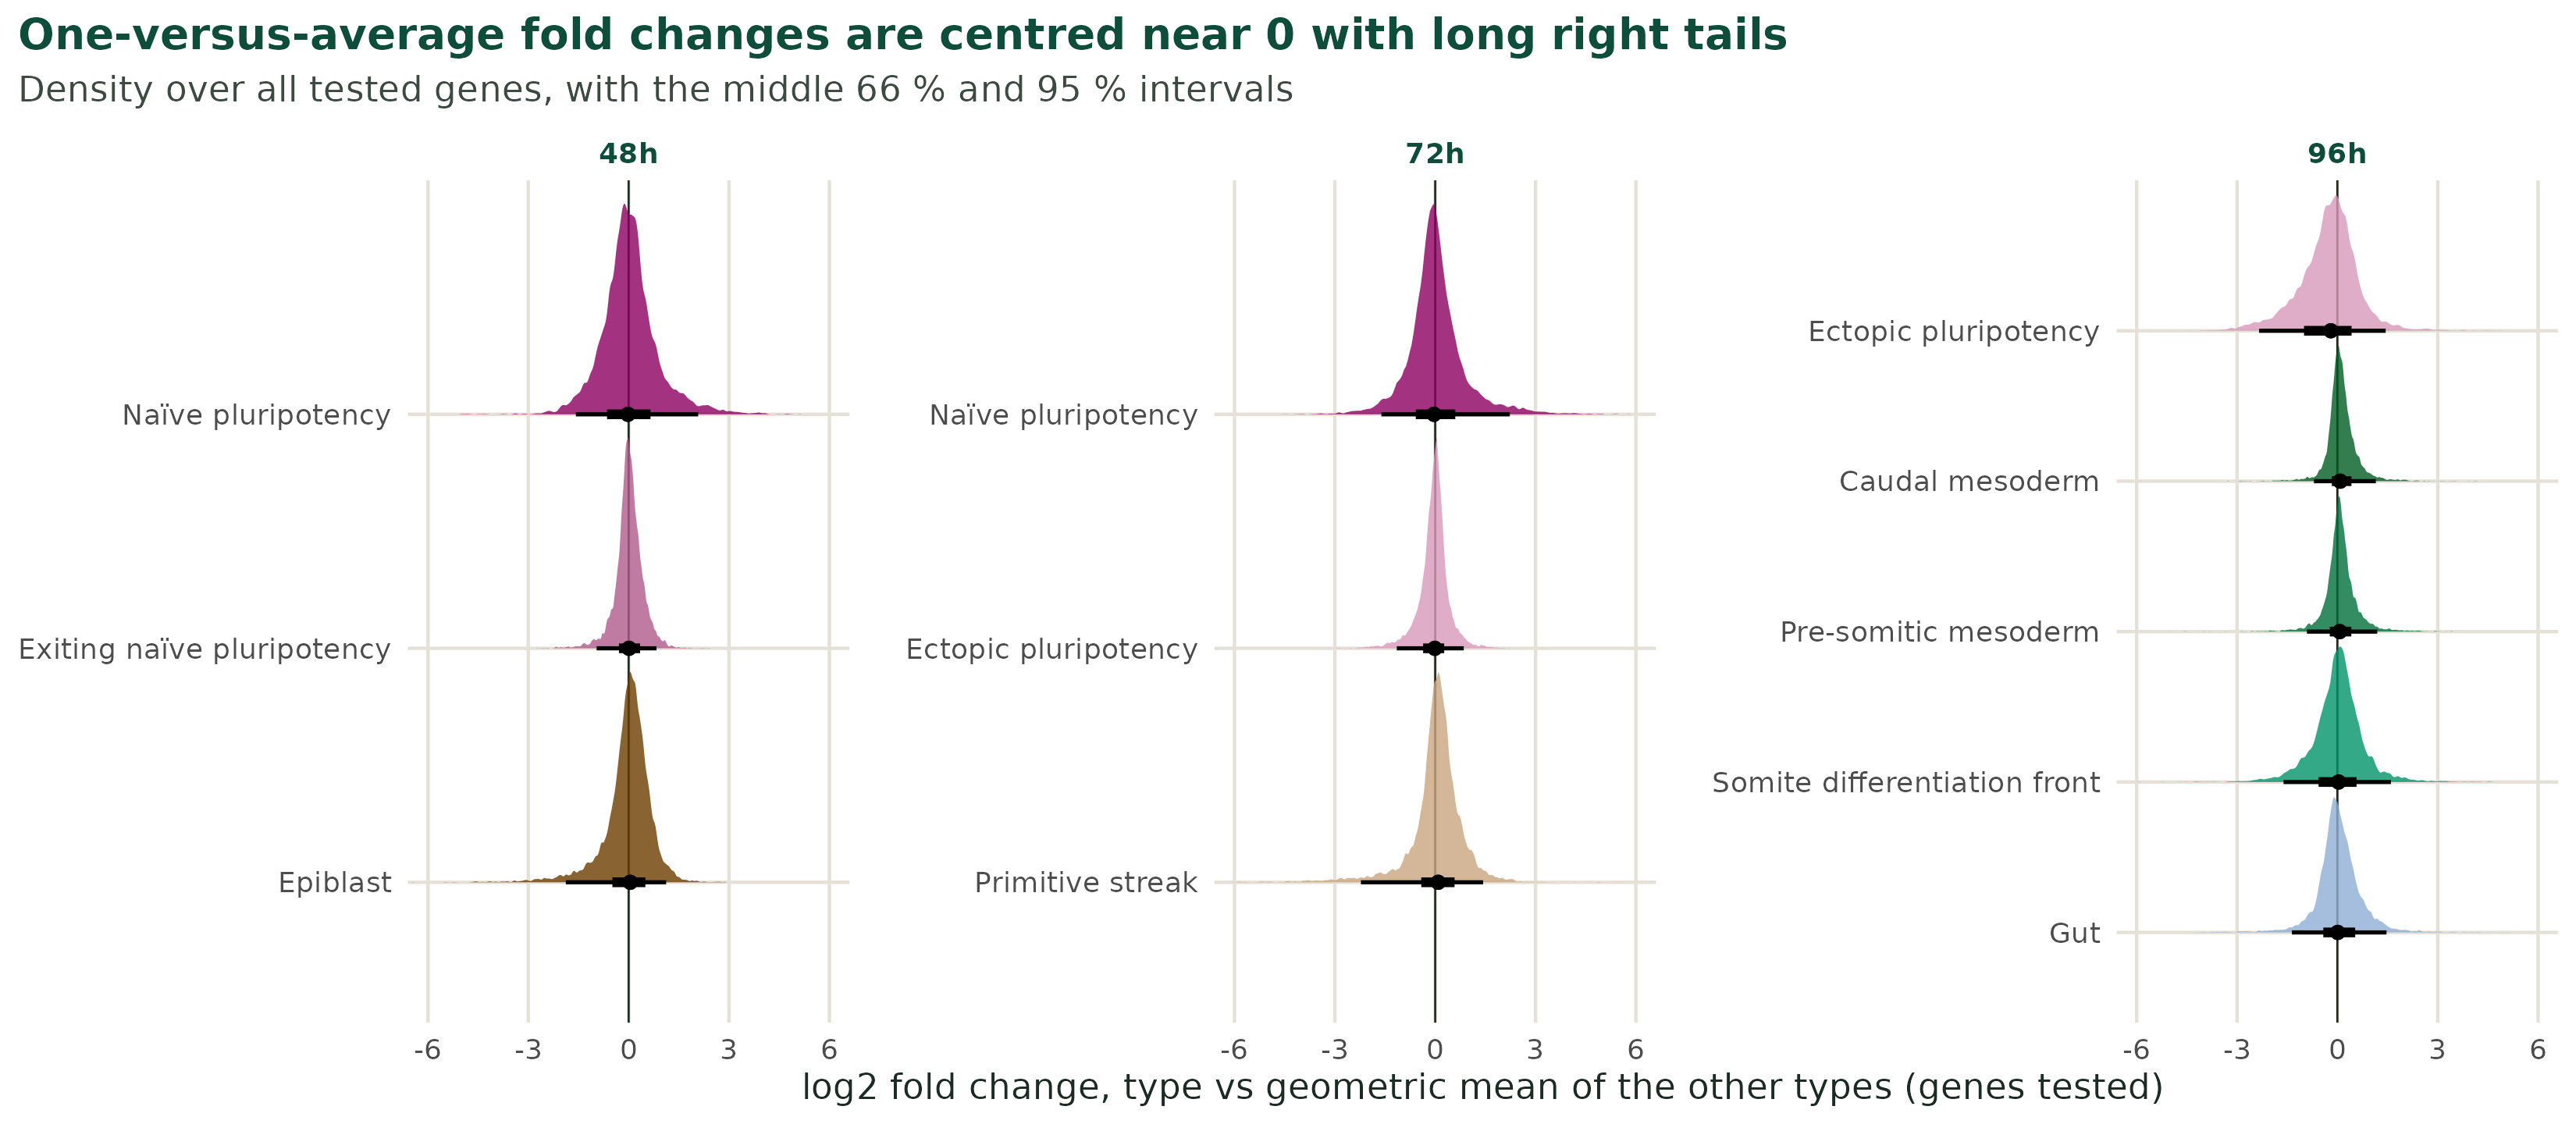 One-versus-average fold changes are centred near 0 with long right tails
Density over all tested genes, with the middle 66 % and 95 % intervals
48h
72h
96h
Naïve pluripotency
Exiting naïve pluripotency
Epiblast
Naïve pluripotency
Ectopic pluripotency
Primitive streak
Ectopic pluripotency
Caudal mesoderm
Pre-somitic mesoderm
Somite differentiation front
Gut
-6 -3 0 3 6
-6 -3 0 3 6
-6 -3 0 3 6
log2 fold change, type vs geometric mean of the other types (genes tested)